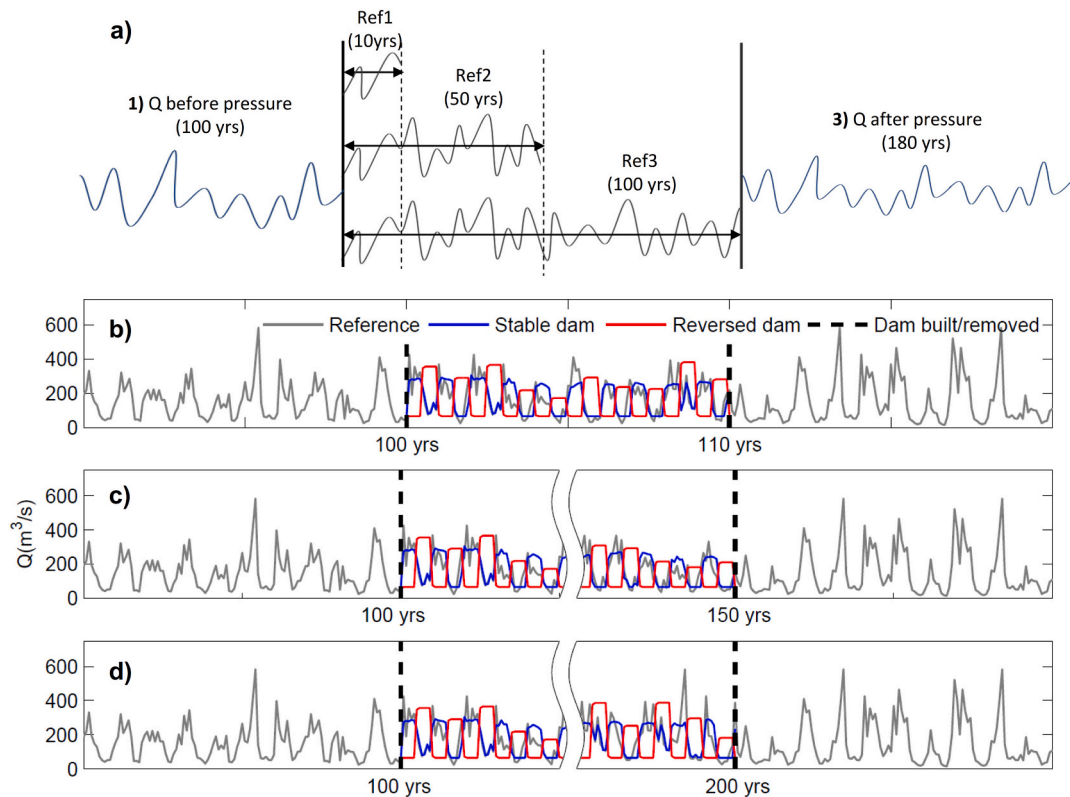 a)
Ref1
(10yrs)
1) Q before pressure
(100 yrs)
Ref2
(50 yrs)
Ref3
(100 yrs)
3) Q after pressure
(180 yrs)
b)
Reference Stable dam Reversed dam Dam built/removed
600
400
200
0
100 yrs 110 yrs
c)
Q(m³/s)
600
400
200
0
100 yrs 150 yrs
d)
600
400
200
0
100 yrs 200 yrs